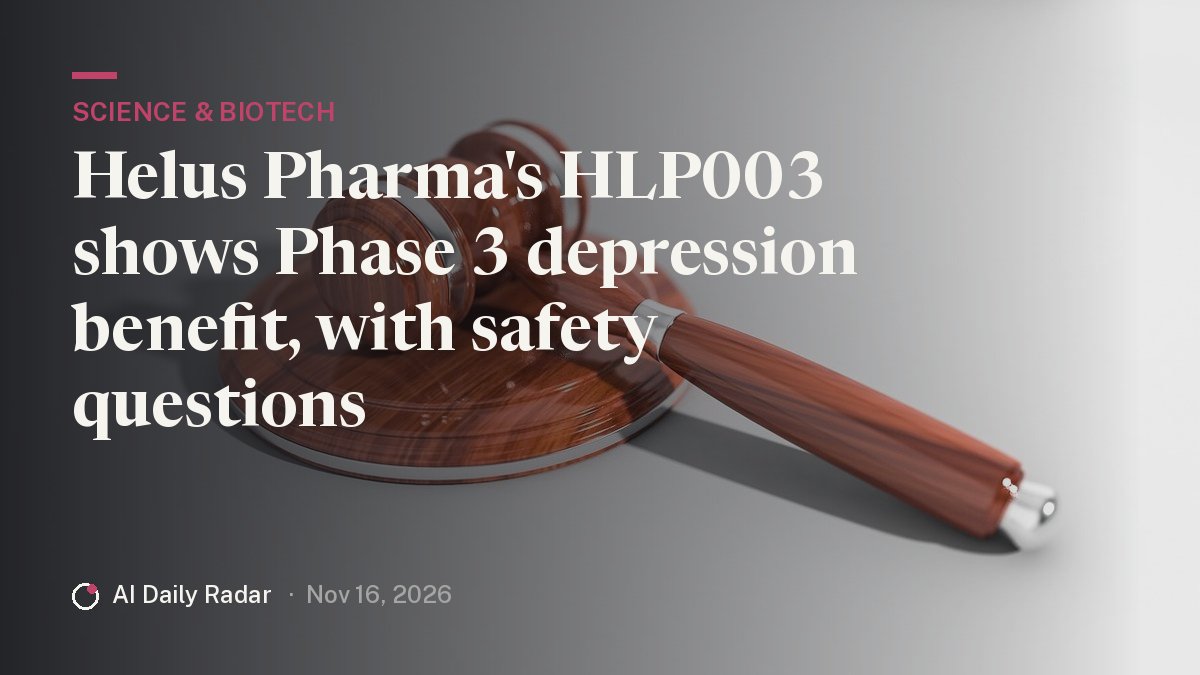 SCIENCE & BIOTECH
Helus Pharma's HLP003
shows Phase 3 depression
benefit, with safety
questions
AI Daily Radar · Nov 16, 2026